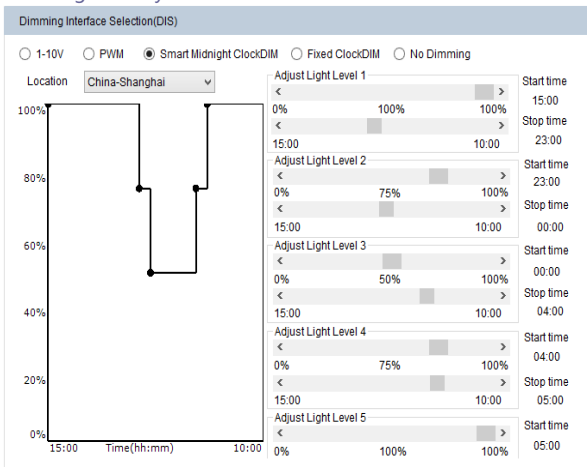 Dimming Interface Selection(DIS)
1-10V PWM Smart Midnight ClockDIM Fixed ClockDIM No Dimming
Location China-Shanghai
100%
80%
60%
40%
20%
0%
15:00 Time(hh:mm) 10:00
Adjust Light Level 1
0% 100% 100%
15:00 10:00
Start time
15:00
Stop time
23:00
Adjust Light Level 2
0% 75% 100%
15:00 10:00
Start time
23:00
Stop time
00:00
Adjust Light Level 3
0% 50% 100%
15:00 10:00
Start time
00:00
Stop time
04:00
Adjust Light Level 4
0% 75% 100%
15:00 10:00
Start time
04:00
Stop time
05:00
Adjust Light Level 5
0% 100% 100%
Start time
05:00